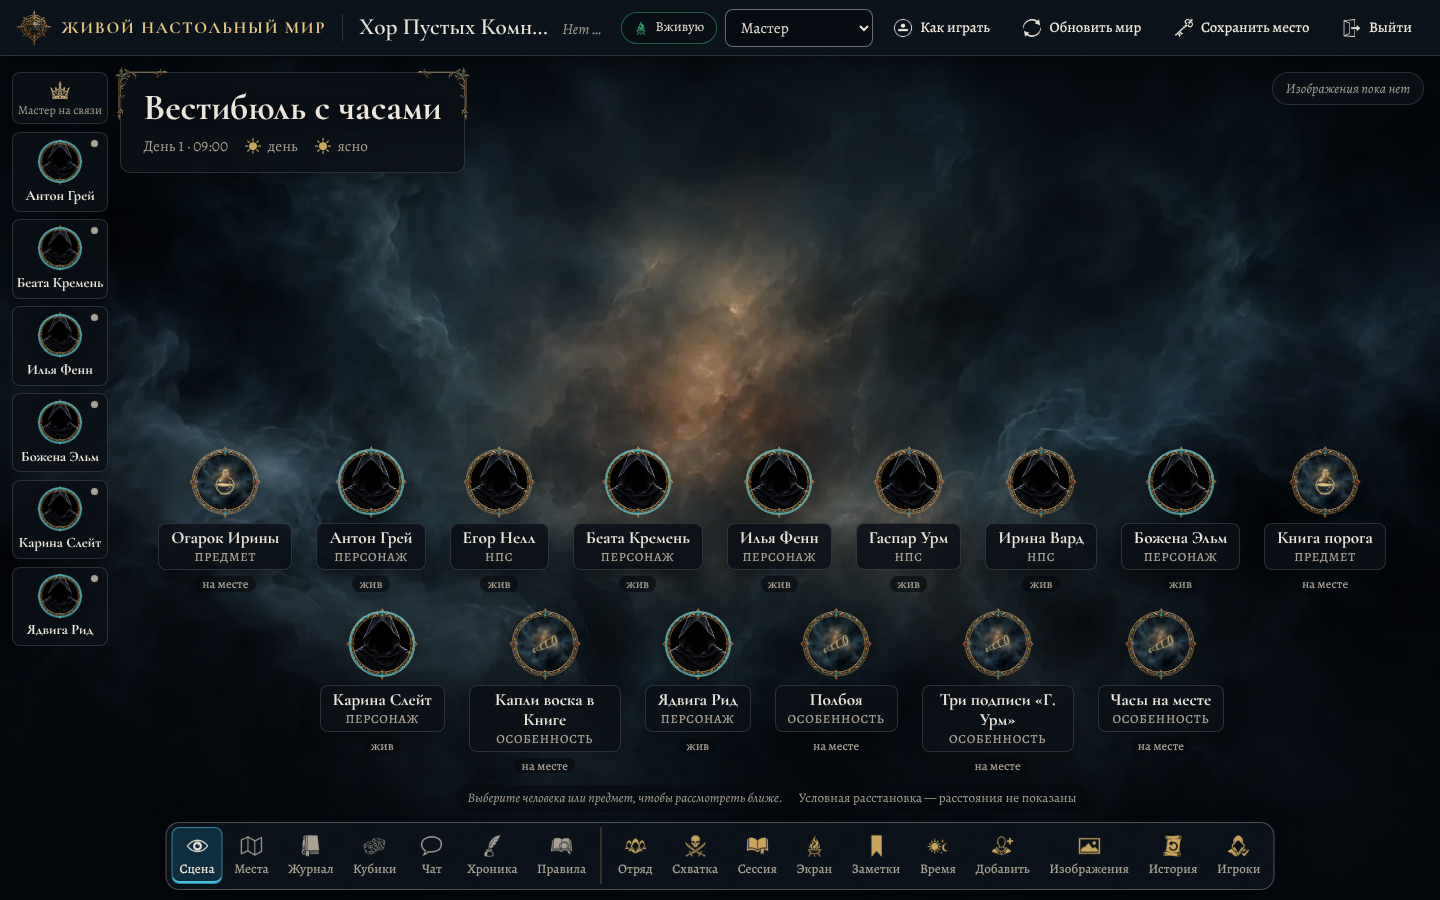 ЖИВОЙ НАСТОЛЬНЫЙ МИР
Хор Пустых Комн...
Нет ...
Вживую
Мастер
Как играть
Обновить мир
Сохранить место
Выйти
Мастер на связи
Вестибюль с часами
День 1 · 09:00 день ясно
Изображения пока нет
Антон Грей
Беата Кремень
Илья Фенн
Божена Эльм
Карина Слейт
Ядвига Рид
Огарок Ирины
ПРЕДМЕТ
на месте
Антон Грей
ПЕРСОНАЖ
жив
Егор Нелл
НПС
жив
Беата Кремень
ПЕРСОНАЖ
жив
Илья Фенн
ПЕРСОНАЖ
жив
Гаспар Урм
НПС
жив
Ирина Вард
НПС
жив
Божена Эльм
ПЕРСОНАЖ
жив
Книга порога
ПРЕДМЕТ
на месте
Карина Слейт
ПЕРСОНАЖ
жив
Капли воска в
Книге
ОСОБЕННОСТЬ
на месте
Ядвига Рид
ПЕРСОНАЖ
жив
Полбоя
ОСОБЕННОСТЬ
на месте
Три подписи «Г.
Урм»
ОСОБЕННОСТЬ
на месте
Часы на месте
ОСОБЕННОСТЬ
на месте
Выберите человека или предмет, чтобы рассмотреть ближе.
Условная расстановка — расстояния не показаны
Сцена
Места
Журнал
Кубики
Чат
Хроника
Правила
Отряд
Схватка
Сессия
Экран
Заметки
Время
Добавить
Изображения
История
Игроки